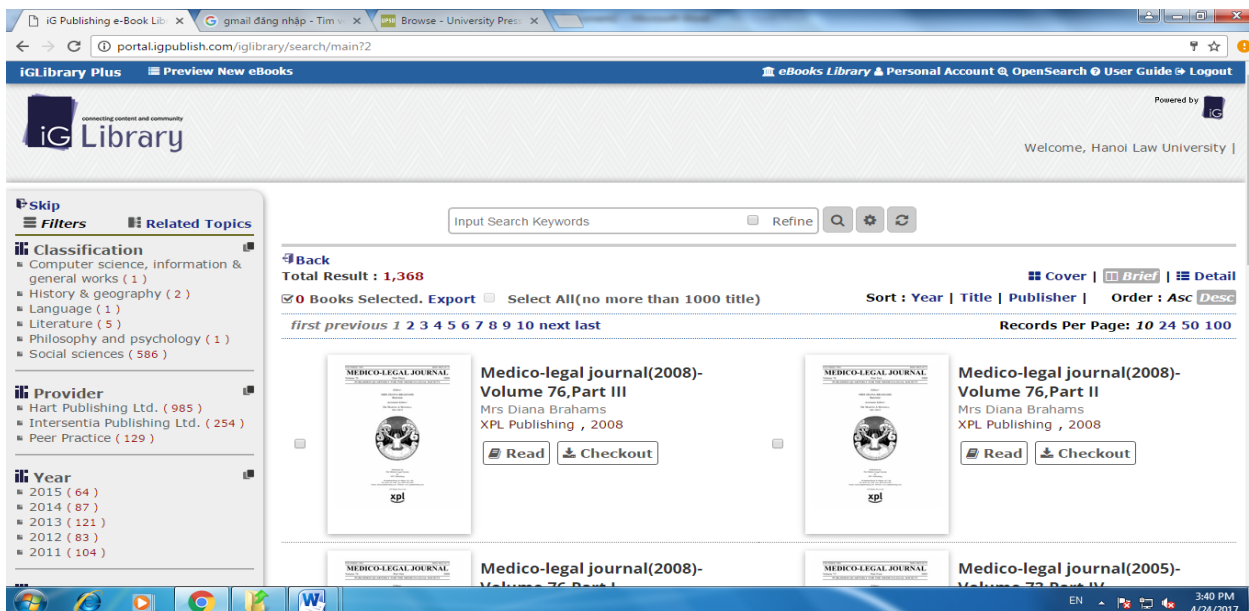 iG Publishing e-Book Lib
gmail đăng nhập - Tìm v
Browse - University Press
portal.igpublish.com/iglibrary/search/main?2
iGLibrary Plus Preview New eBooks eBooks Library Personal Account OpenSearch User Guide Logout
connecting content and community
iG Library
Powered by
iG
Welcome, Hanoi Law University |
Skip
Filters Related Topics
Classification
Computer science, information &
general works ( 1 )
History & geography ( 2 )
Language ( 1 )
Literature ( 5 )
Philosophy and psychology ( 1 )
Social sciences ( 586 )
Provider
Hart Publishing Ltd. ( 985 )
Intersentia Publishing Ltd. ( 254 )
Peer Practice ( 129 )
Year
2015 ( 64 )
2014 ( 87 )
2013 ( 121 )
2012 ( 83 )
2011 ( 104 )
Input Search Keywords Refine
Back
Total Result : 1,368
Cover | Brief | Detail
0 Books Selected. Export Select All(no more than 1000 title)
Sort : Year | Title | Publisher | Order : Asc Desc
first previous 1 2 3 4 5 6 7 8 9 10 next last
Records Per Page: 10 24 50 100
MEDICO-LEGAL JOURNAL
xpl
Medico-legal journal(2008)-
Volume 76,Part III
Mrs Diana Brahams
XPL Publishing , 2008
Read Checkout
MEDICO-LEGAL JOURNAL
xpl
Medico-legal journal(2008)-
Volume 76,Part II
Mrs Diana Brahams
XPL Publishing , 2008
Read Checkout
MEDICO-LEGAL JOURNAL
Medico-legal journal(2008)-
Volume 76,Part I
MEDICO-LEGAL JOURNAL
Medico-legal journal(2005)-
Volume 73,Part IV
EN
3:40 PM
4/24/2017